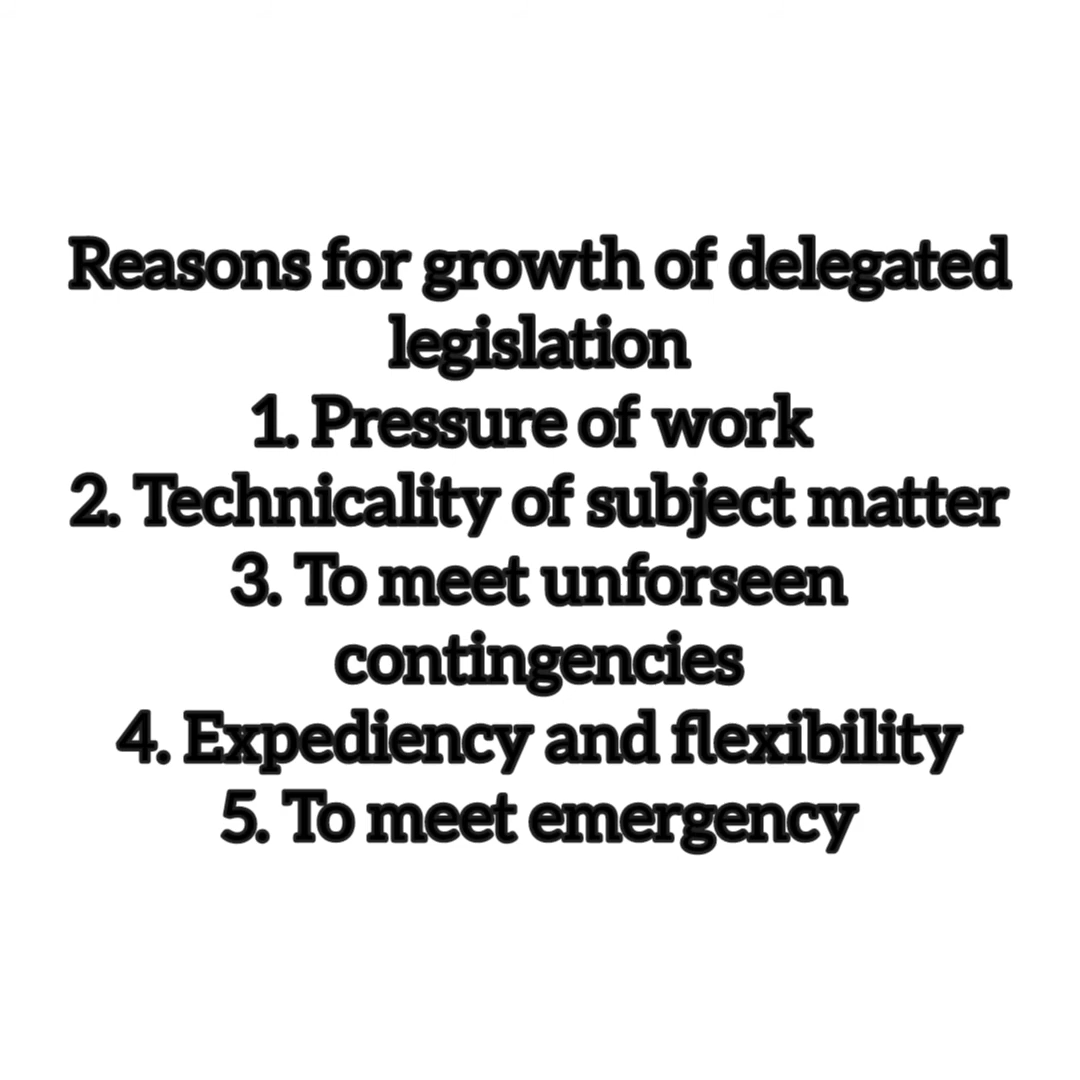 Reasons for growth of delegated
legislation
1. Pressure of work
2. Technicality of subject matter
3. To meet unforseen
contingencies
4. Expediency and flexibility
5. To meet emergency